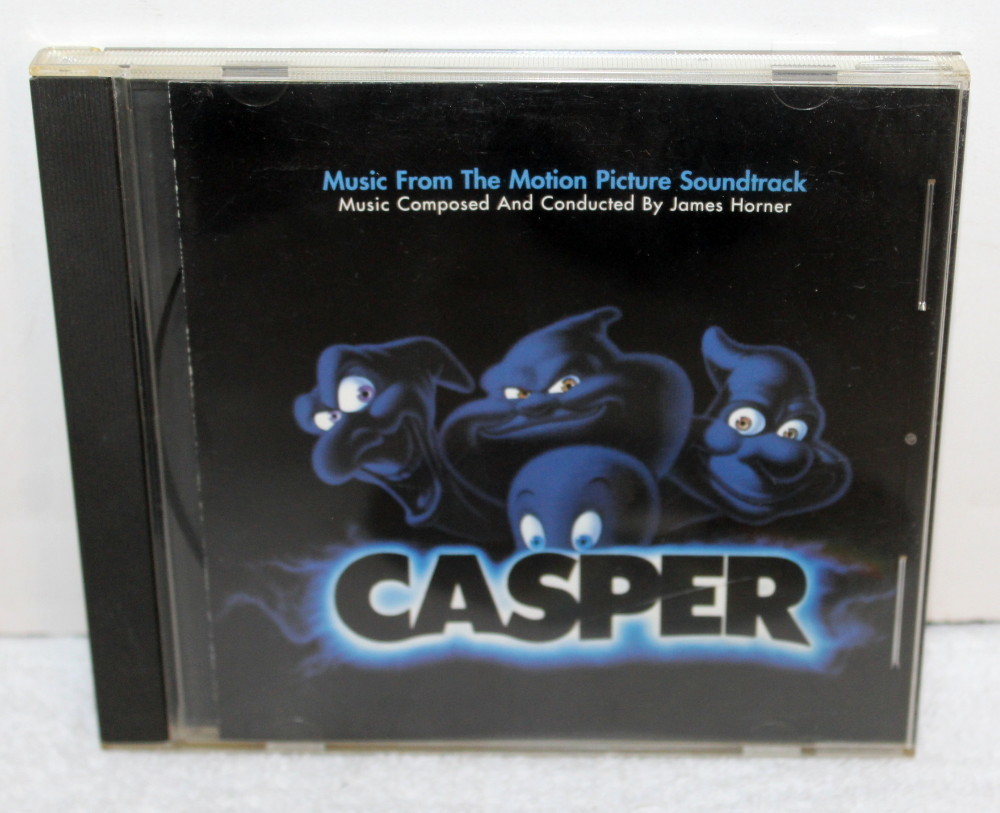 Music From The Motion Picture Soundtrack
Music Composed And Conducted By James Horner
CASPER